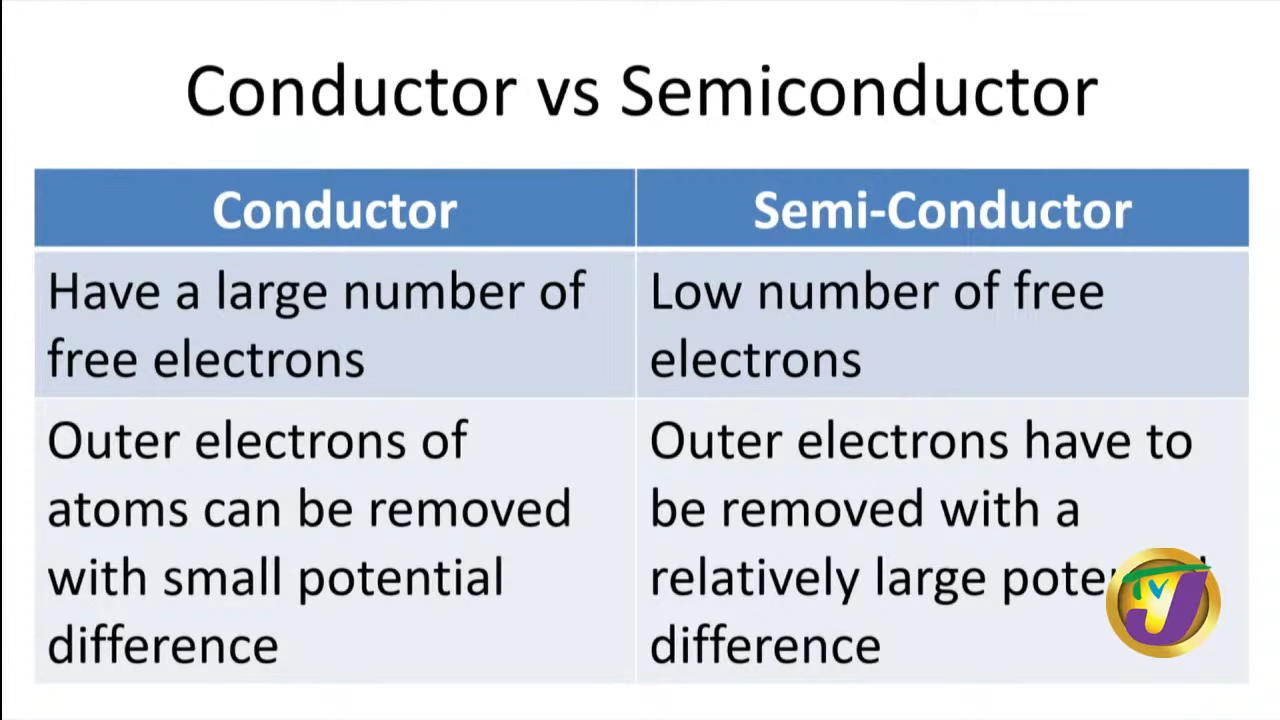 Conductor vs Semiconductor
Conductor
Semi-Conductor
Have a large number of
free electrons
Low number of free
electrons
Outer electrons of
atoms can be removed
with small potential
difference
Outer electrons have to
be removed with a
relatively large
difference
TVJ